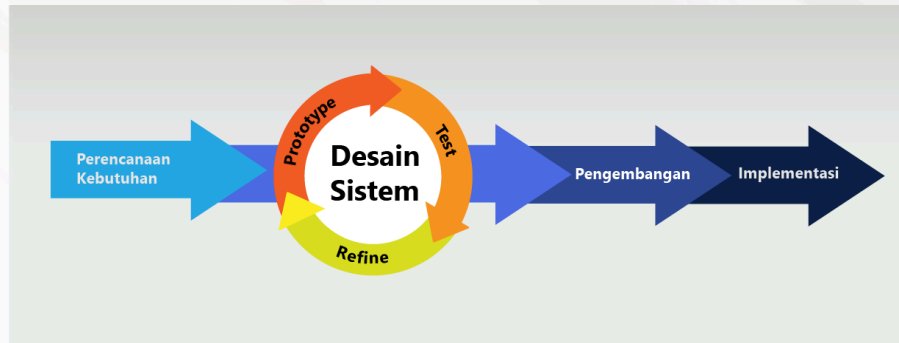 Perencanaan
Kebutuhan
Prototype
Desain
Sistem
Test
Refine
Pengembangan
Implementasi